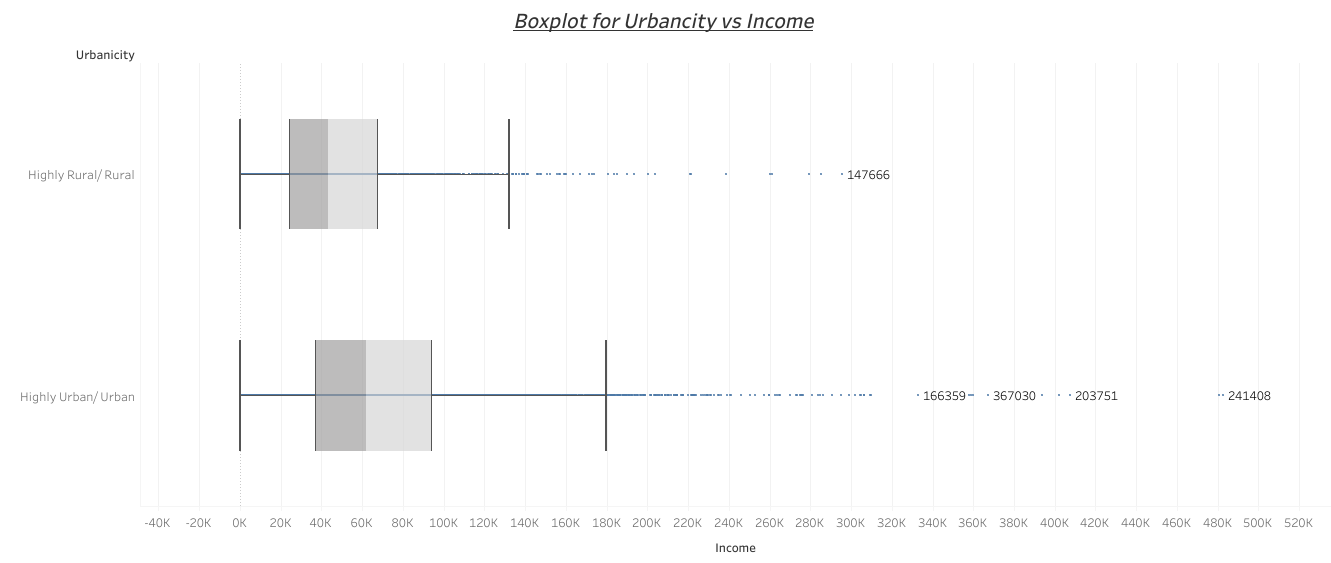 Boxplot for Urbancity vs Income
Urbanicity
Highly Rural/ Rural
147666
Highly Urban/ Urban
166359 367030 203751 241408
-40K -20K 0K 20K 40K 60K 80K 100K 120K 140K 160K 180K 200K 220K 240K 260K 280K 300K 320K 340K 360K 380K 400K 420K 440K 460K 480K 500K 520K
Income